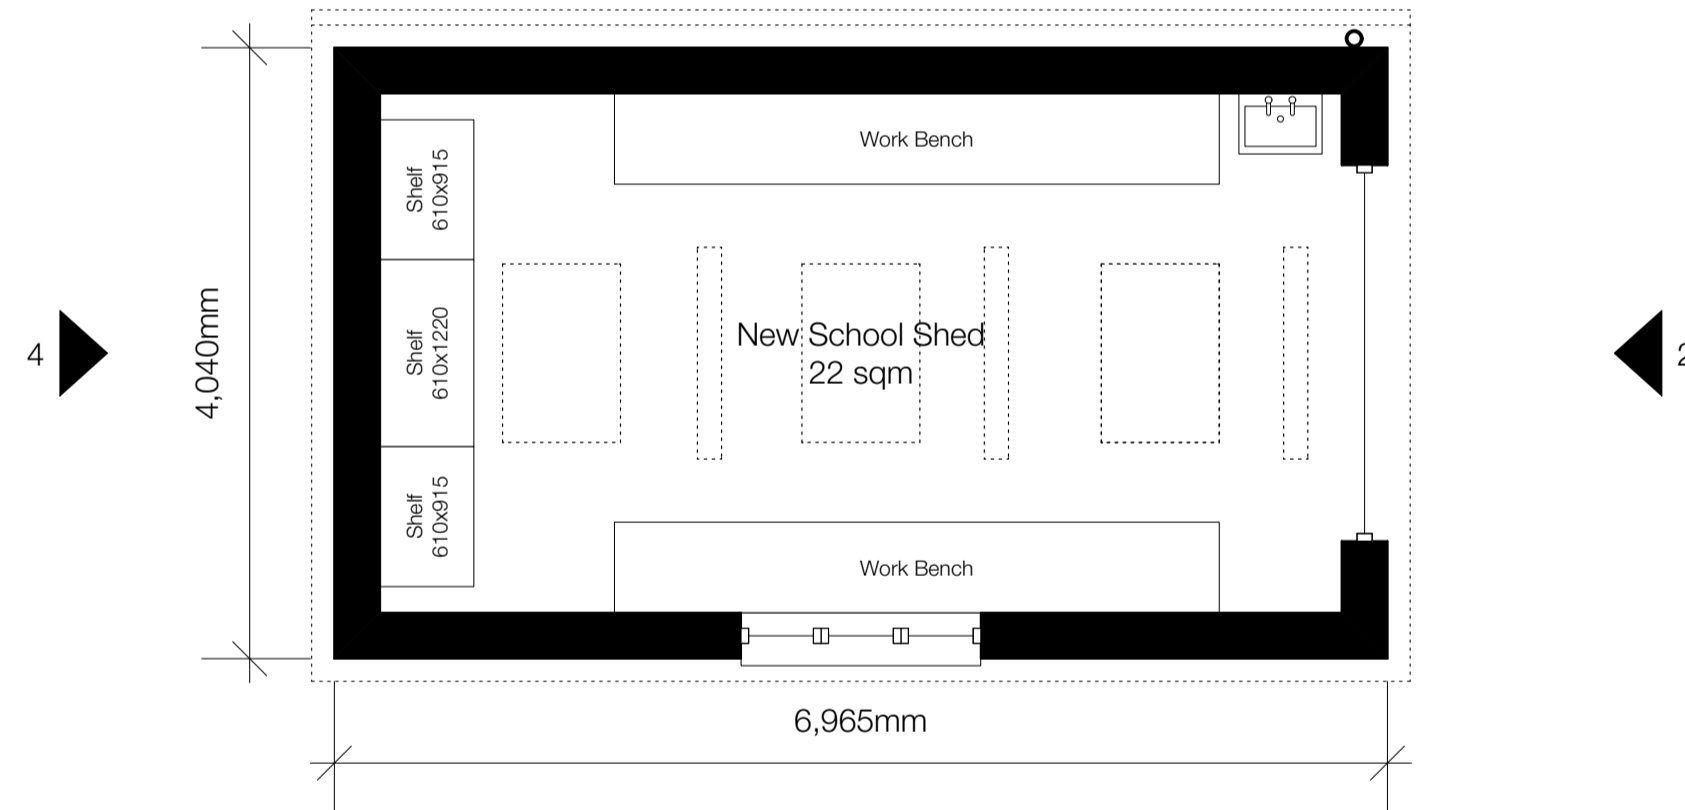 Work Bench
Shelf
610x915
4
4,040mm
Shelf
610x1220
New School Shed
22 sqm
2
Shelf
610x915
Work Bench
6,965mm